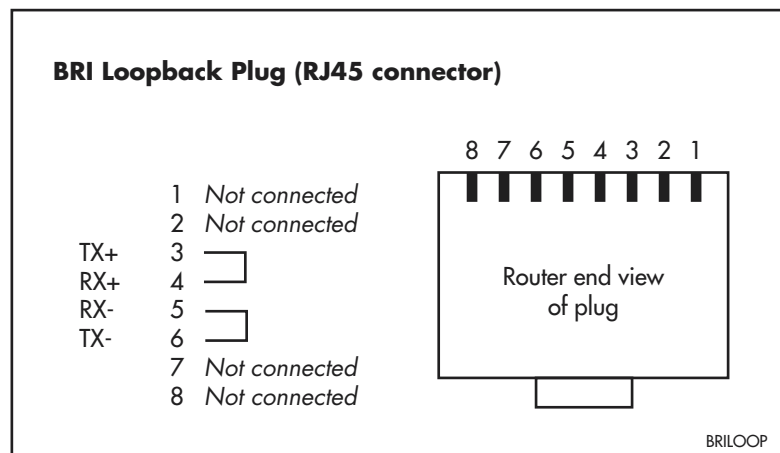 BRI Loopback Plug (RJ45 connector)
8 7 6 5 4 3 2 1
1 Not connected
2 Not connected
TX+ 3
RX+ 4
RX- 5
TX- 6
7 Not connected
8 Not connected
Router end view
of plug
BRILOOP